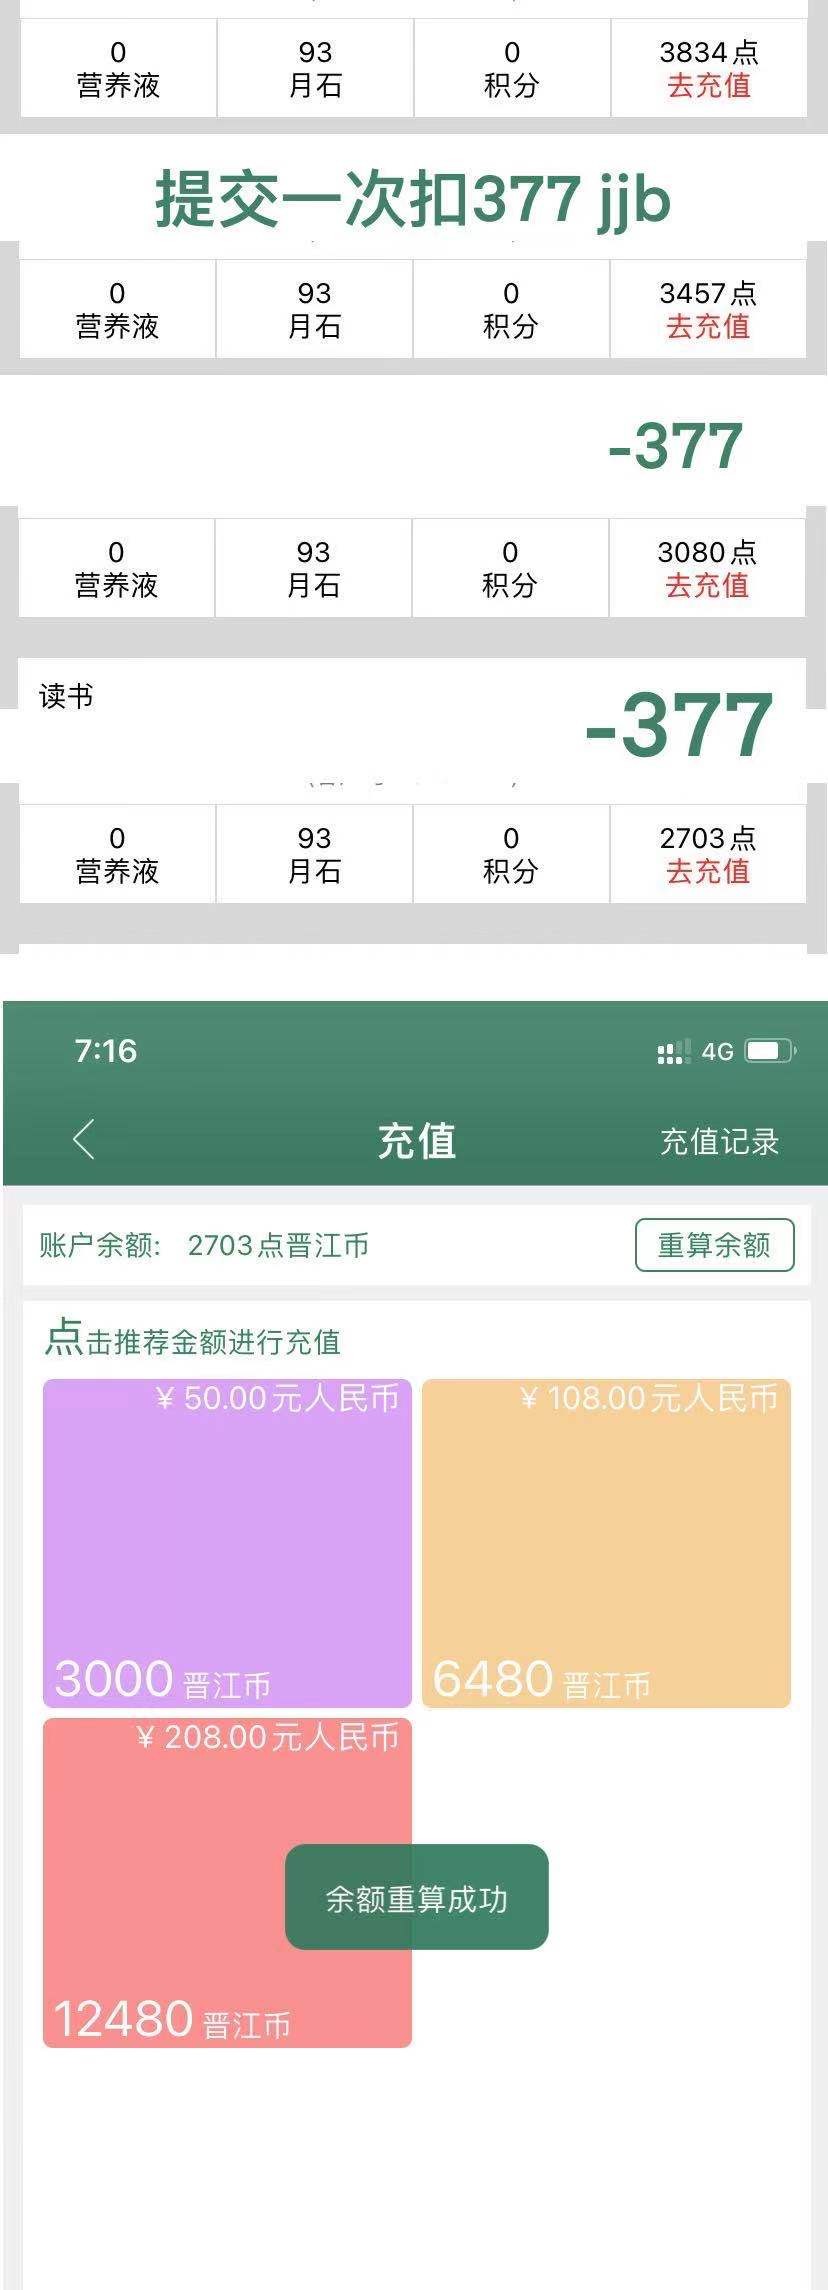 0 93 0 3834点
营养液 月石 积分 去充值
提交一次扣377 jjb
0 93 0 3457点
营养液 月石 积分 去充值
-377
0 93 0 3080点
营养液 月石 积分 去充值
读书
-377
0 93 0 2703点
营养液 月石 积分 去充值
7:16 4G
充值 充值记录
账户余额: 2703点晋江币 重算余额
点击推荐金额进行充值
¥ 50.00元人民币 ¥ 108.00元人民币
3000 晋江币 6480 晋江币
¥ 208.00元人民币
余额重算成功
12480 晋江币